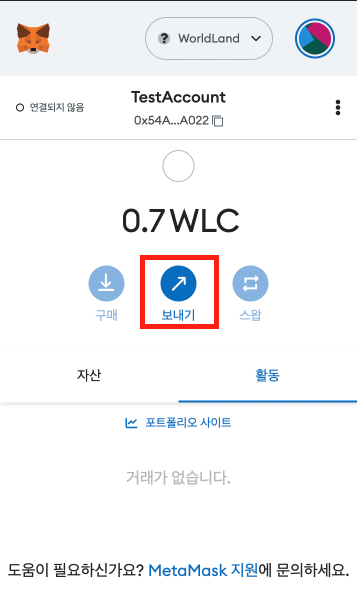 WorldLand
연결되지 않음
TestAccount
0x54A...A022
0.7 WLC
구매
보내기
스왑
자산
활동
포트폴리오 사이트
거래가 없습니다.
도움이 필요하신가요? MetaMask 지원에 문의하세요.